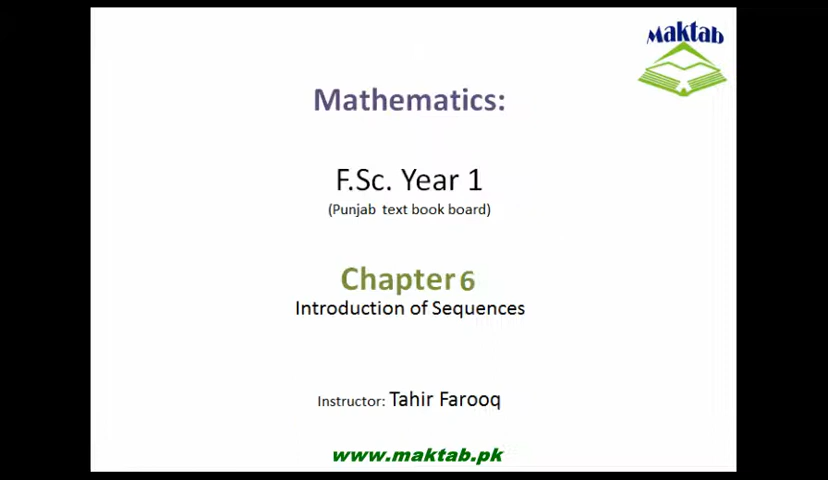 Maktab
Mathematics:
F.Sc. Year 1
(Punjab text book board)
Chapter 6
Introduction of Sequences
Instructor: Tahir Farooq
www.maktab.pk